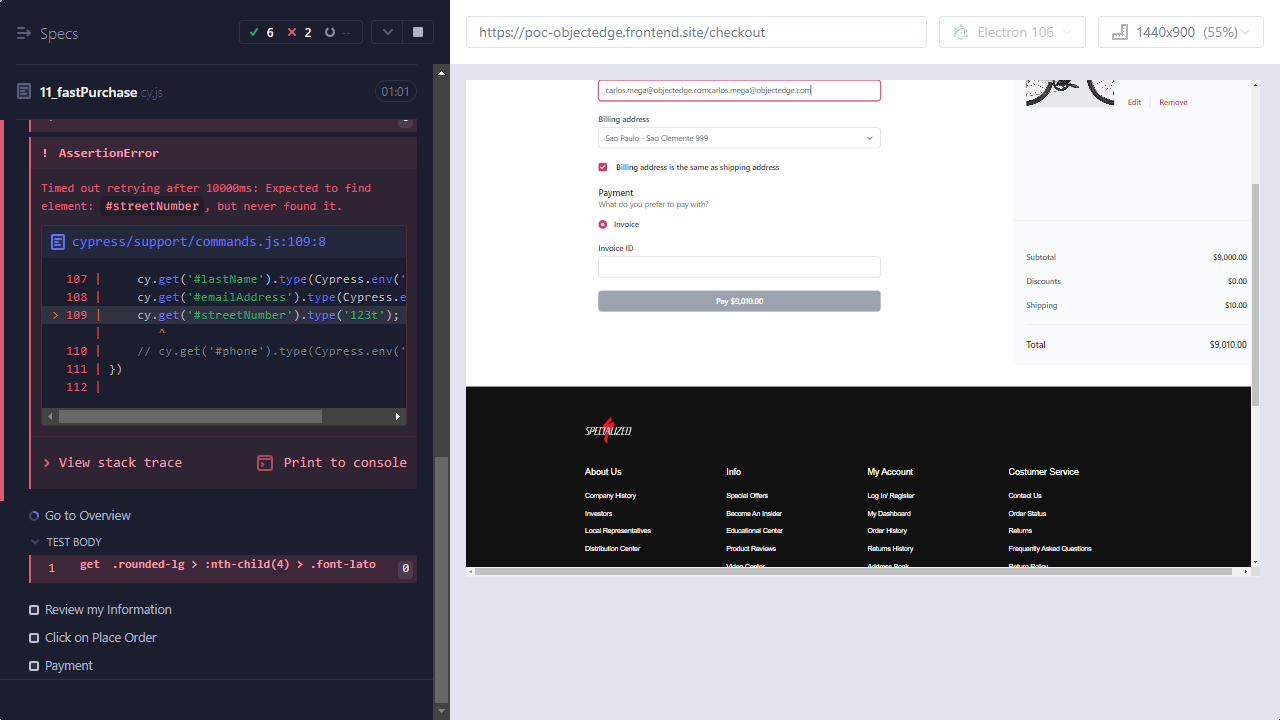 Specs
6
2
--
11_fastPurchase cy.js
01:01
! AssertionError
Timed out retrying after 10000ms: Expected to find
element: #streetNumber, but never found it.
cypress/support/commands.js:109:8
107 | cy.get('#lastName').type(Cypress.env('
108 | cy.get('#emailAddress').type(Cypress.e
> 109 | cy.get('#streetNumber').type('123t');
| ^
110 | // cy.get('#phone').type(Cypress.env('
111 | })
112 |
View stack trace
Print to console
Go to Overview
TEST BODY
1 get .rounded-lg > :nth-child(4) > .font-lato 0
Review my Information
Click on Place Order
Payment
https://poc-objectedge.frontend.site/checkout
Electron 106
1440x900 (55%)
carlos.mega@objectedge.comcarlos.mega@objectedge.com
Billing address
Sao Paulo - Sao Clemente 999
Billing address is the same as shipping address
Payment
What do you prefer to pay with?
Invoice
Invoice ID
Pay $9,010.00
Edit
Remove
Subtotal $9,000.00
Discounts $0.00
Shipping $10.00
Total $9,010.00
SPECIALIZED
About Us
Company History
Investors
Local Representatives
Distribution Center
Info
Special Offers
Become An Insider
Educational Center
Product Reviews
Video Center
My Account
Log In/ Register
My Dashboard
Order History
Returns History
Address Book
Costumer Service
Contact Us
Order Status
Returns
Frequently Asked Questions
Return Policy